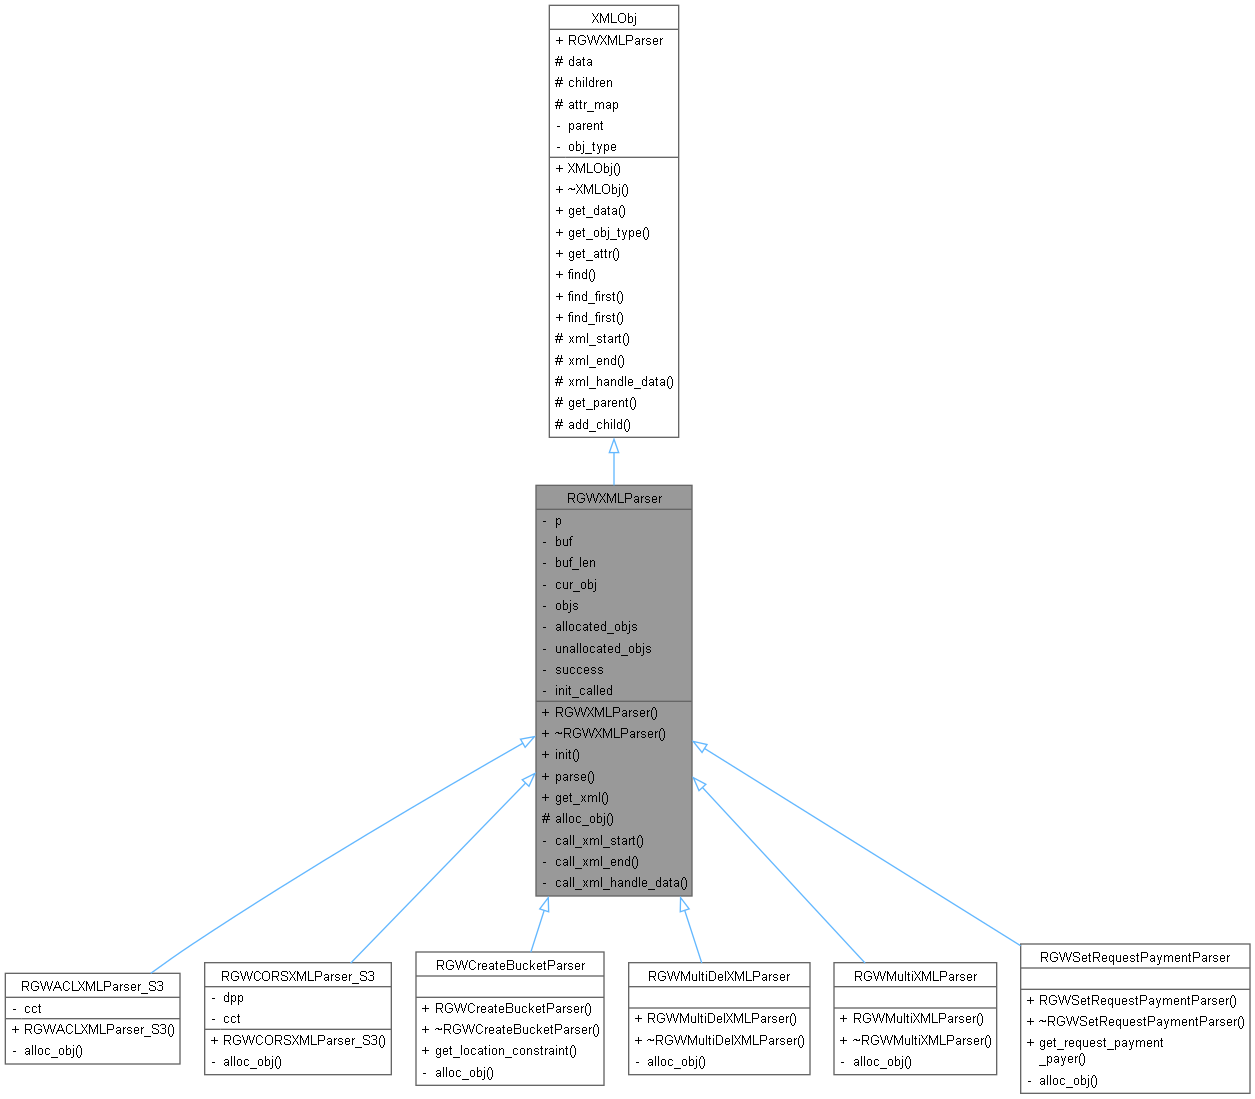 XMLObj
+ RGWXMLParser
# data
# children
# attr_map
- parent
- obj_type
+ XMLObj()
+ ~XMLObj()
+ get_data()
+ get_obj_type()
+ get_attr()
+ find()
+ find_first()
+ find_first()
# xml_start()
# xml_end()
# xml_handle_data()
# get_parent()
# add_child()
RGWXMLParser
- p
- buf
- buf_len
- cur_obj
- objs
- allocated_objs
- unallocated_objs
- success
- init_called
+ RGWXMLParser()
+ ~RGWXMLParser()
+ init()
+ parse()
+ get_xml()
# alloc_obj()
- call_xml_start()
- call_xml_end()
- call_xml_handle_data()
RGWACLXMLParser_S3
- cct
+ RGWACLXMLParser_S3()
- alloc_obj()
RGWCORSXMLParser_S3
- dpp
- cct
+ RGWCORSXMLParser_S3()
- alloc_obj()
RGWCreateBucketParser
+ RGWCreateBucketParser()
+ ~RGWCreateBucketParser()
+ get_location_constraint()
- alloc_obj()
RGWMultiDelXMLParser
+ RGWMultiDelXMLParser()
+ ~RGWMultiDelXMLParser()
- alloc_obj()
RGWMultiXMLParser
+ RGWMultiXMLParser()
+ ~RGWMultiXMLParser()
- alloc_obj()
RGWSetRequestPaymentParser
+ RGWSetRequestPaymentParser()
+ ~RGWSetRequestPaymentParser()
+ get_request_payment
_payer()
- alloc_obj()